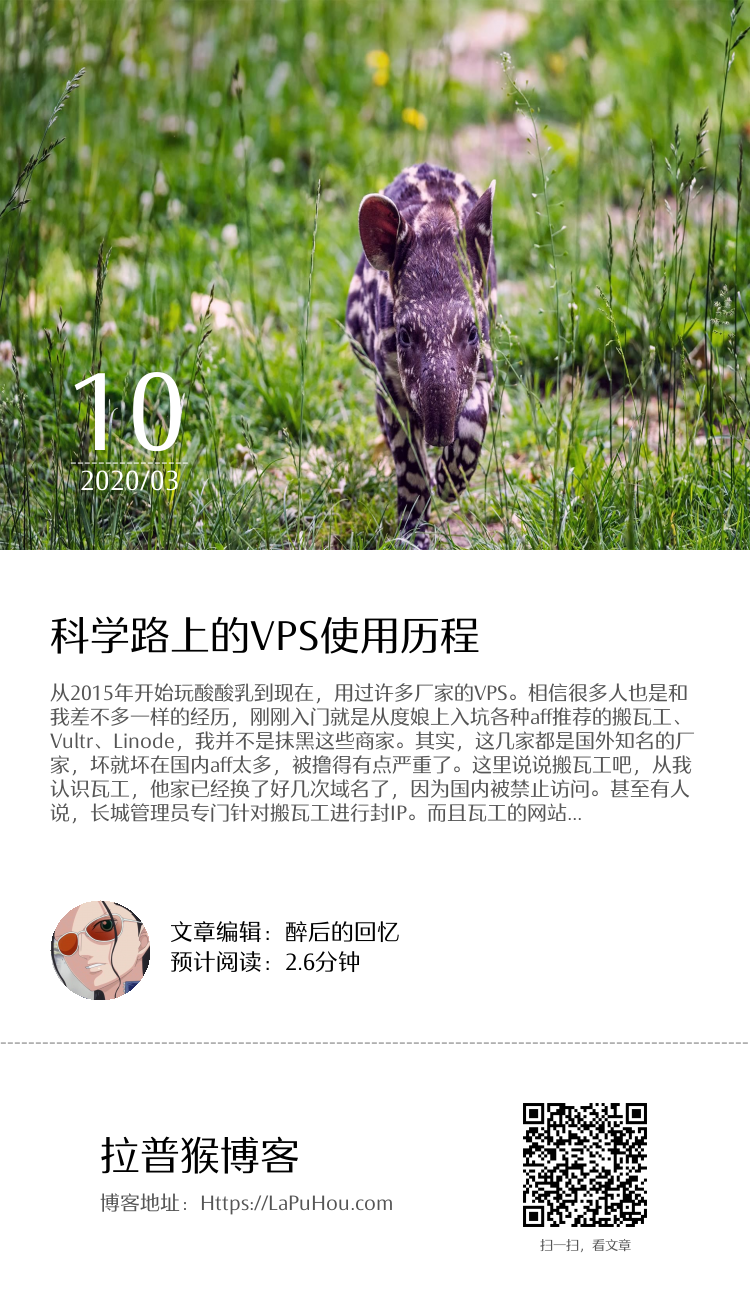 10
2020/03
科学路上的VPS使用历程
从2015年开始玩酸酸乳到现在，用过许多厂家的VPS。相信很多人也是和
我差不多一样的经历，刚刚入门就是从度娘上入坑各种aff推荐的搬瓦工、
Vultr、Linode，我并不是抹黑这些商家。其实，这几家都是国外知名的厂
家，坏就坏在国内aff太多，被撸得有点严重了。这里说说搬瓦工吧，从我
认识瓦工，他家已经换了好几次域名了，因为国内被禁止访问。甚至有人
说，长城管理员专门针对搬瓦工进行封IP。而且瓦工的网站...
文章编辑：醉后的回忆
预计阅读：2.6分钟
拉普猴博客
博客地址：Https://LaPuHou.com
扫一扫，看文章